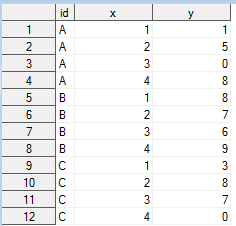 id x y
1 A 1 1
2 A 2 5
3 A 3 0
4 A 4 8
5 B 1 8
6 B 2 7
7 B 3 6
8 B 4 9
9 C 1 3
10 C 2 8
11 C 3 7
12 C 4 0